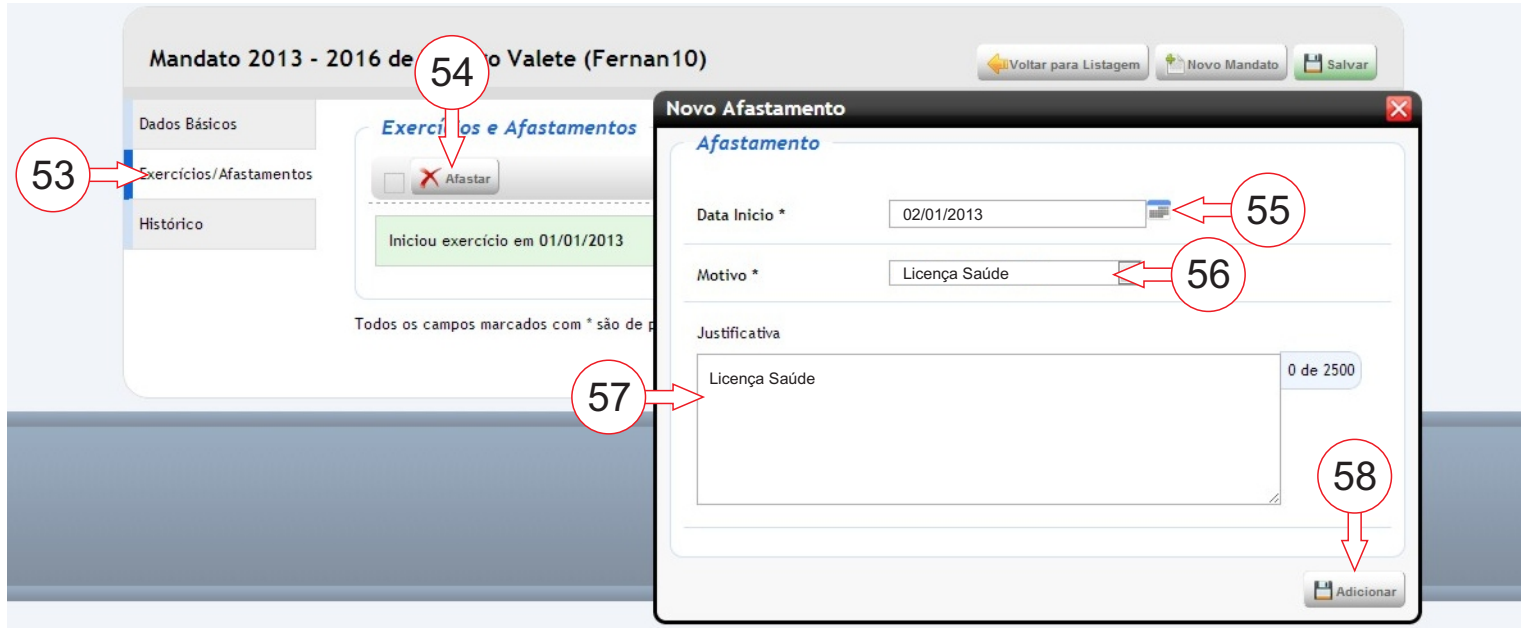 Mandato 2013 - 2016 de Valete (Fernan10)
Voltar para Listagem
Novo Mandato
Salvar
54
53
Dados Básicos
Exercícios/Afastamentos
Histórico
Exercícios e Afastamentos
Afastar
Iniciou exercício em 01/01/2013
Todos os campos marcados com * são de
Novo Afastamento
Afastamento
Data Inicio *
02/01/2013
55
Motivo *
Licença Saúde
56
Justificativa
Licença Saúde
0 de 2500
57
58
Adicionar